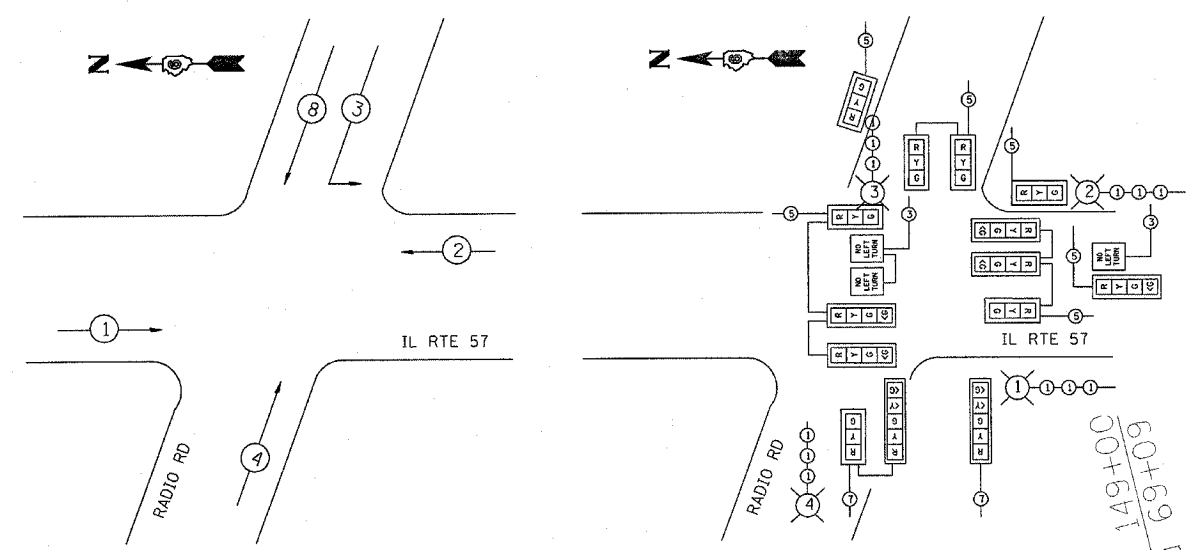 N
8
3
2
1
IL RTE 57
4
RADIO RD
N
5
G
Y
R
1
1
1
3
R
Y
G
R
Y
G
5
5
R Y G
2
1 1 1
5
R Y G
3
NO
LEFT
TURN
NO
LEFT
TURN
R Y G <G
R Y G <G
R Y G <G
R Y G <G
R Y G
5
5
3
NO
LEFT
TURN
R Y G <G
IL RTE 57
1
1 1 1
R Y G <Y <G
R Y G <Y <G
R Y G
7
7
1
1
1
4
RADIO RD
149+00
69+09